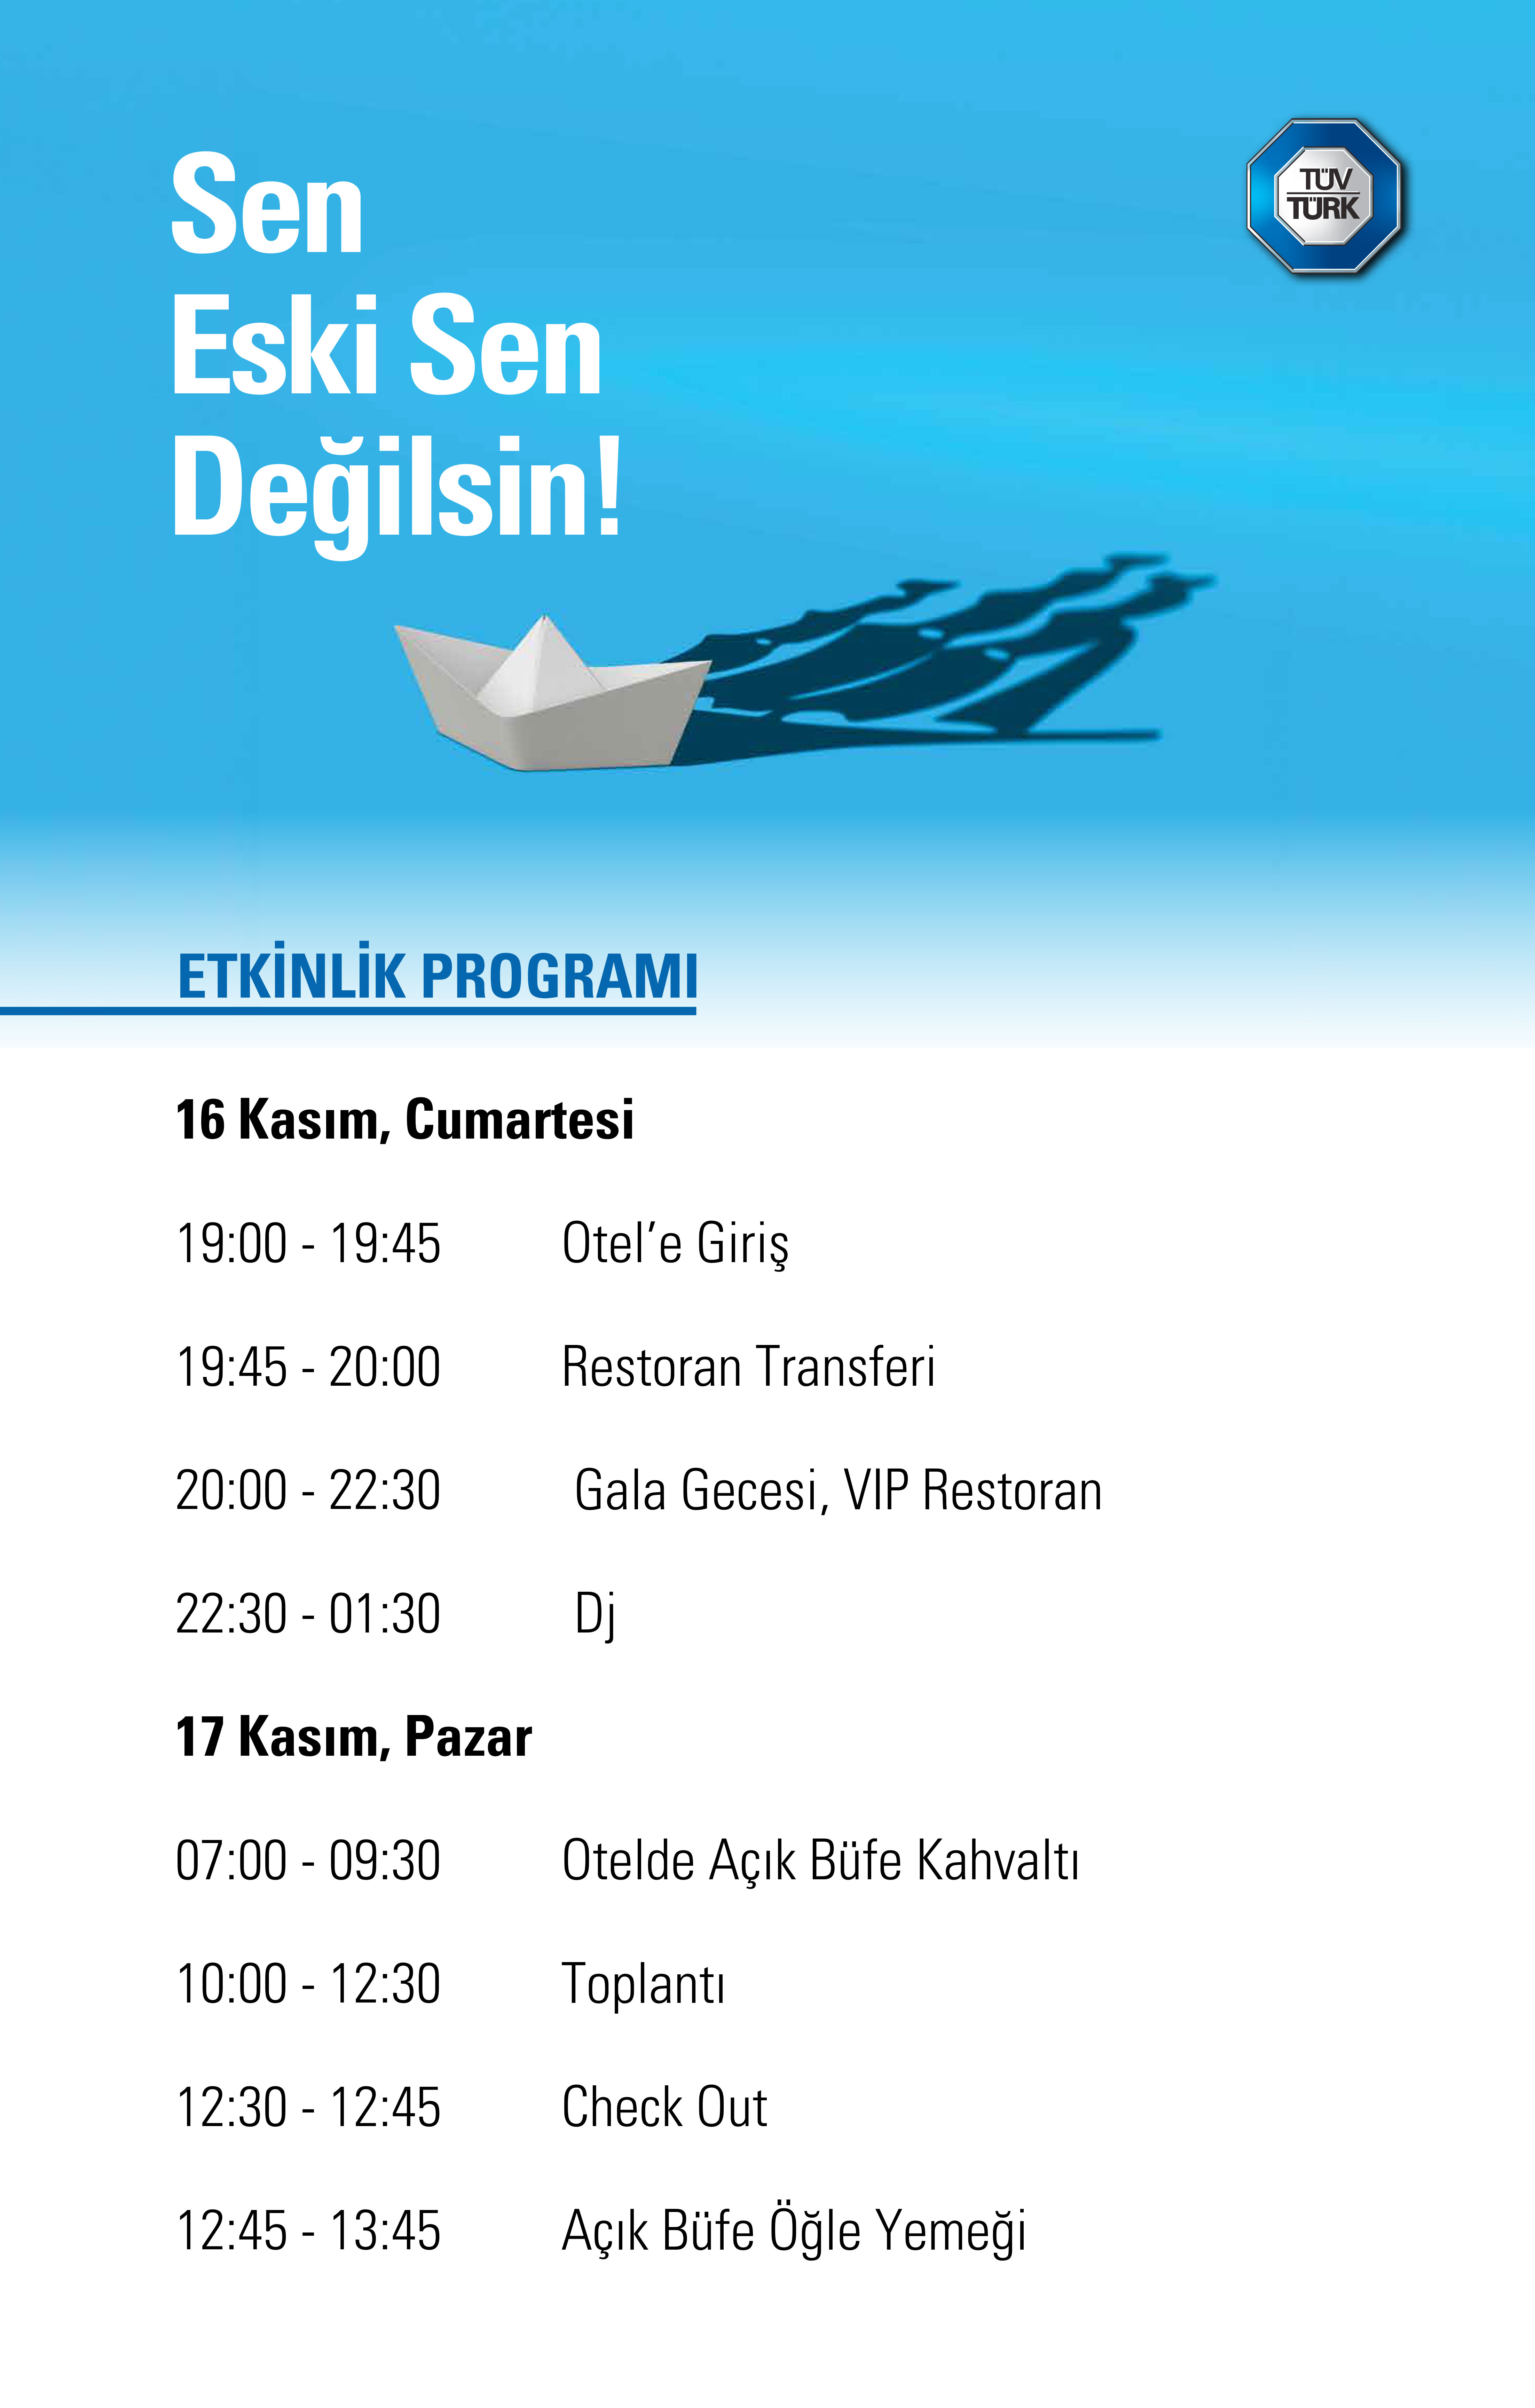 Sen
Eski Sen
Değilsin!
TÜV
TÜRK
ETKİNLİK PROGRAMI
16 Kasım, Cumartesi
19:00 - 19:45 Otel’e Giriş
19:45 - 20:00 Restoran Transferi
20:00 - 22:30 Gala Gecesi, VIP Restoran
22:30 - 01:30 Dj
17 Kasım, Pazar
07:00 - 09:30 Otelde Açık Büfe Kahvaltı
10:00 - 12:30 Toplantı
12:30 - 12:45 Check Out
12:45 - 13:45 Açık Büfe Öğle Yemeği